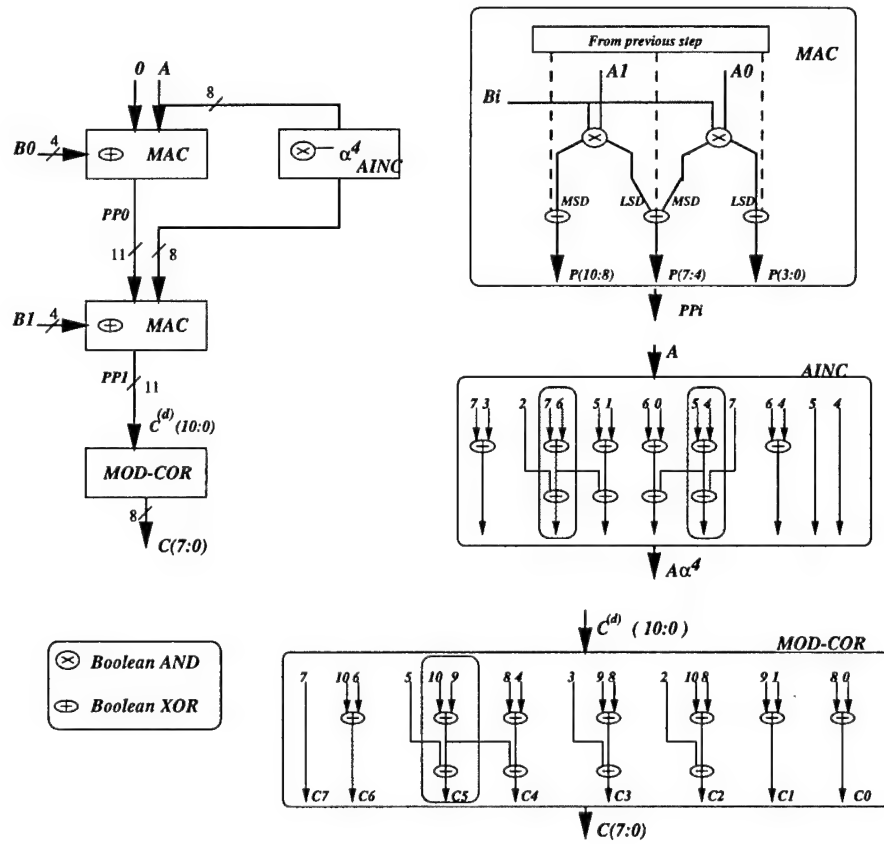 0 A
8
B0 4 MAC
α4
AINC
PP0
11 8
B1 4 MAC
PP1 11
C(d) (10:0)
MOD-COR
8
C(7:0)
Boolean AND
Boolean XOR
From previous step
MAC
A1 A0
Bi
MSD LSD MSD LSD
P(10:8) P(7:4) P(3:0)
PPi
A
AINC
7 3 2 7 6 5 1 6 0 5 4 7 6 4 5 4
Aα4
C(d) (10:0)
MOD-COR
7 10 6 5 10 9 8 4 3 9 8 2 10 8 9 1 8 0
C7 C6 C5 C4 C3 C2 C1 C0
C(7:0)